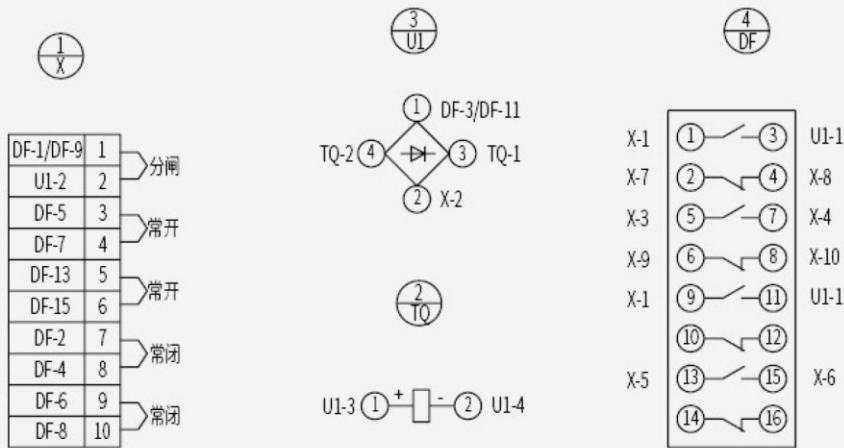 1
X
DF-1/DF-9 1
U1-2 2
分闸
DF-5 3
DF-7 4
常开
DF-13 5
DF-15 6
常开
DF-2 7
DF-4 8
常闭
DF-6 9
DF-8 10
常闭
3
U1
1 DF-3/DF-11
TQ-2 4 3 TQ-1
2 X-2
2
TQ
U1-3 1 + - 2 U1-4
4
DF
X-1 1 3 U1-1
X-7 2 4 X-8
X-3 5 7 X-4
X-9 6 8 X-10
X-1 9 11 U1-1
10 12
X-5 13 15 X-6
14 16